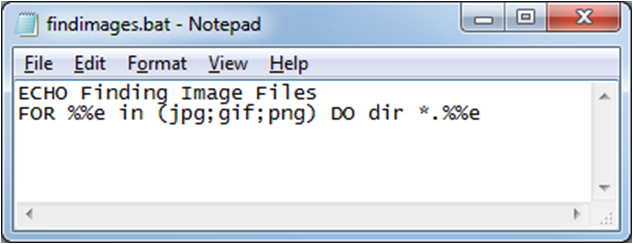 findimages.bat - Notepad
File Edit Format View Help
ECHO Finding Image Files
FOR %%e in (jpg;gif;png) DO dir *.%%e